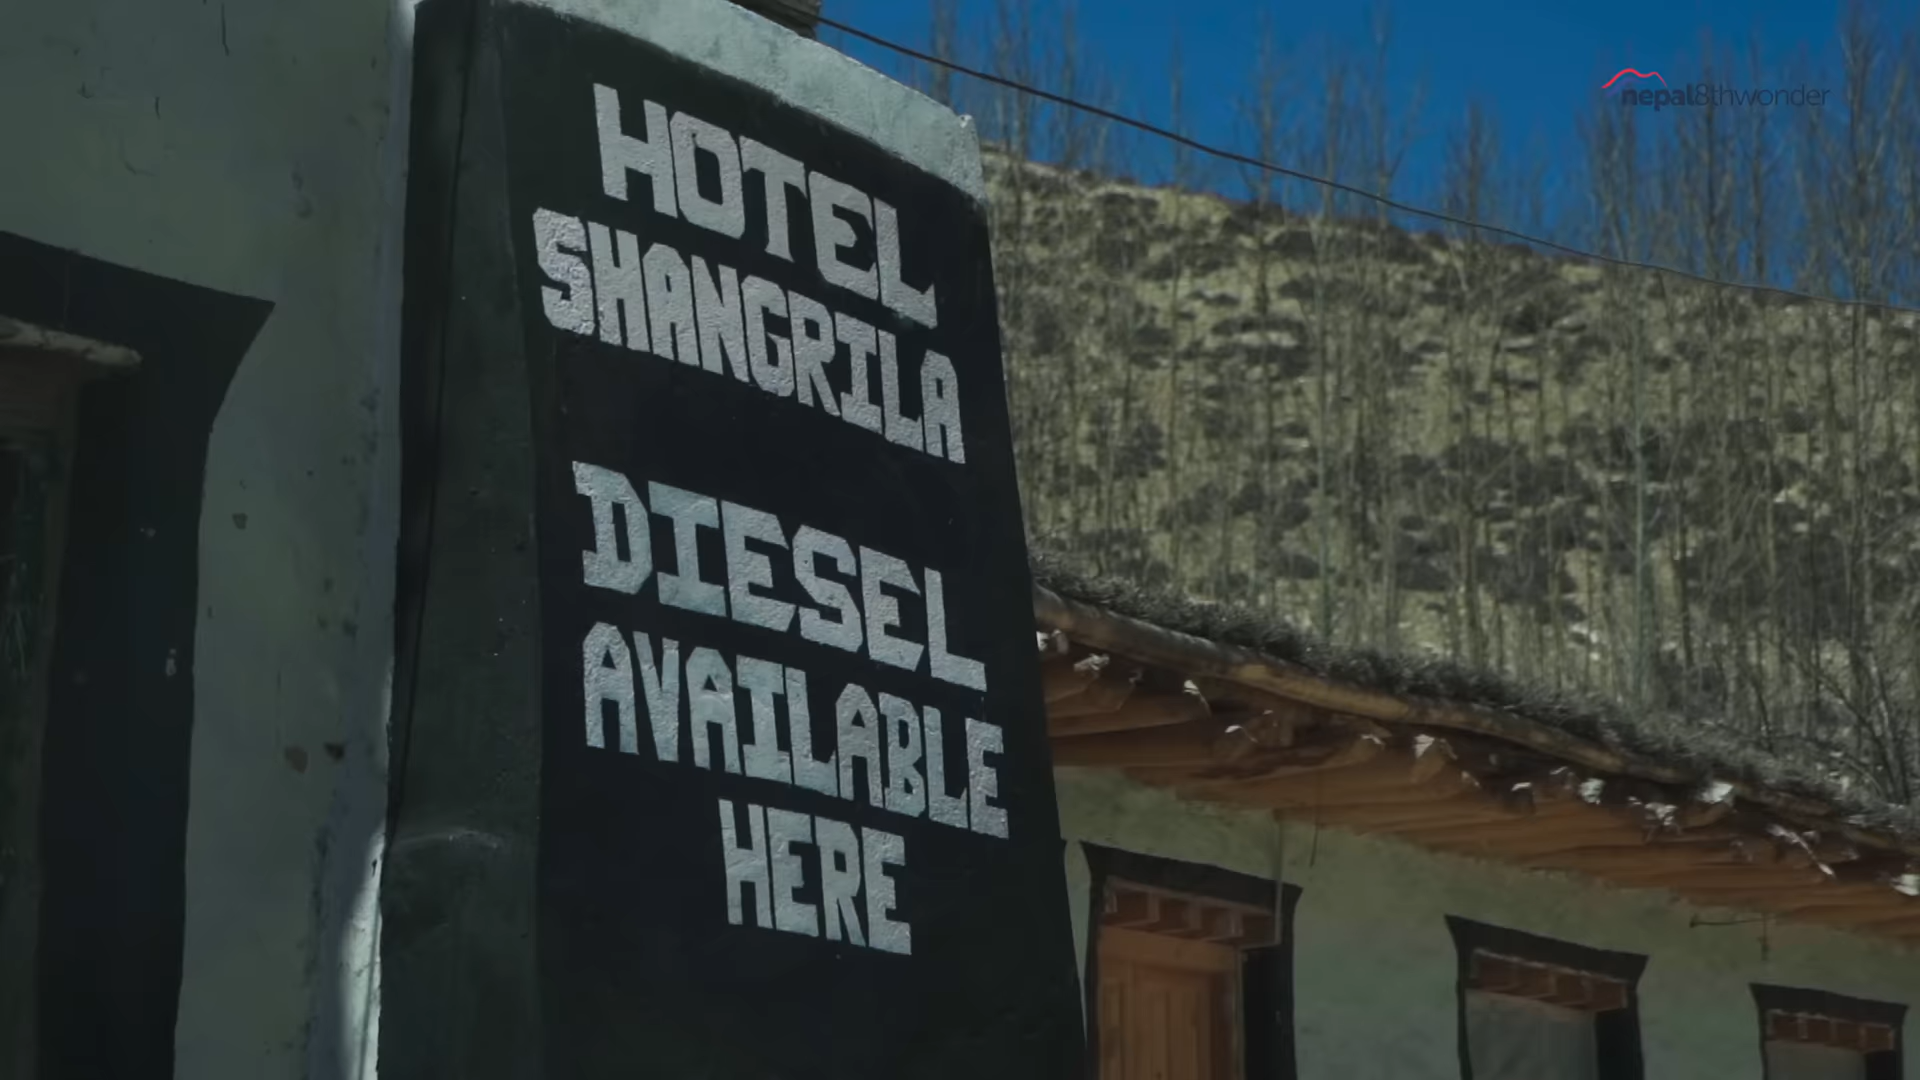 HOTEL
SHANGRILA
DIESEL
AVAILABLE
HERE
nepal8thwonder